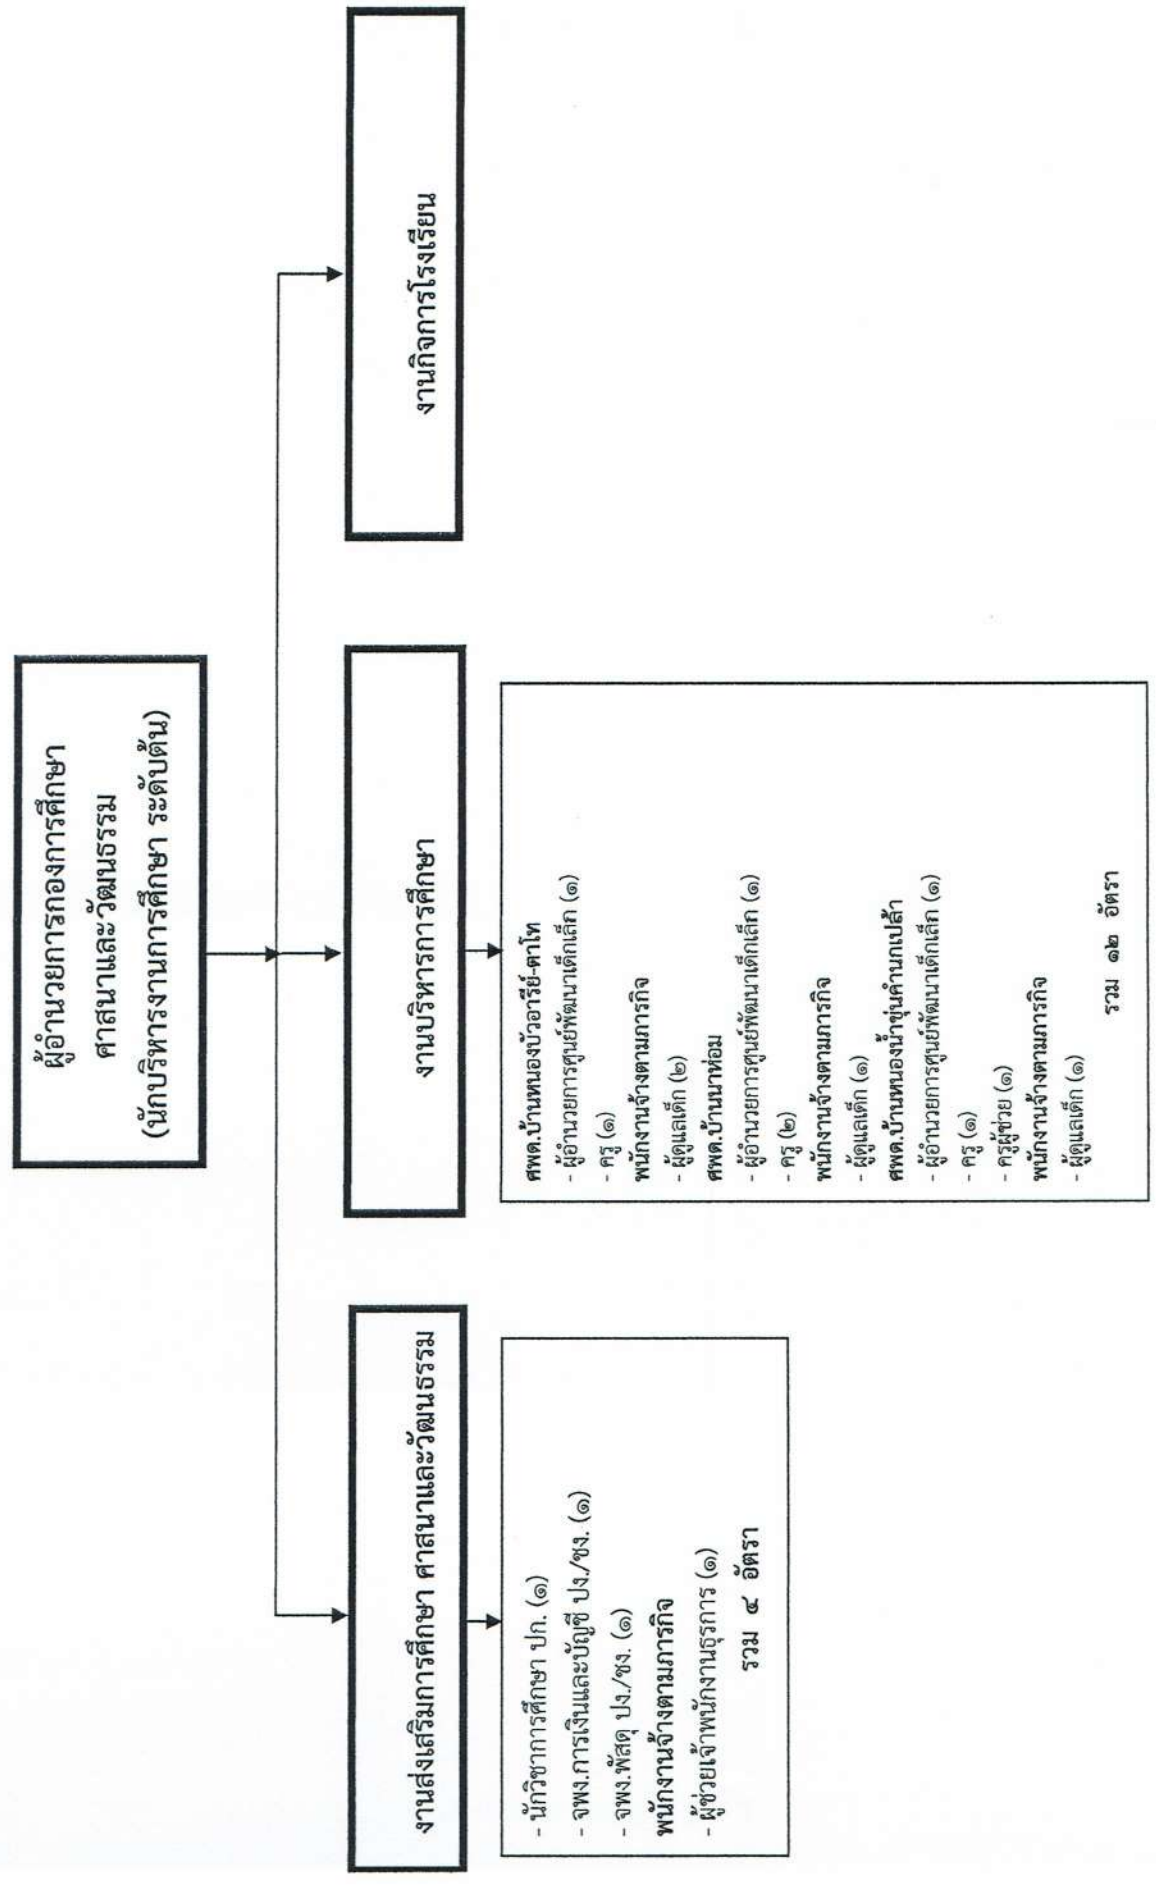 ผู้อำนวยการกองการศึกษา
ศาสนาและวัฒนธรรม
(นักบริหารงานการศึกษา ระดับต้น)
งานส่งเสริมการศึกษา ศาสนาและวัฒนธรรม
- นักวิชาการศึกษา ปก. (๑)
- จพง.การเงินและบัญชี ปง./ชง. (๑)
- จพง.พัสดุ ปง./ชง. (๑)
พนักงานจ้างตามภารกิจ
- ผู้ช่วยเจ้าพนักงานธุรการ (๑)
รวม ๔ อัตรา
งานบริหารการศึกษา
ศพด.บ้านหนองบัวอารีย์-ตาโท
- ผู้อำนวยการศูนย์พัฒนาเด็กเล็ก (๑)
- ครู (๑)
พนักงานจ้างตามภารกิจ
- ผู้ดูแลเด็ก (๒)
ศพด.บ้านนาห่อม
- ผู้อำนวยการศูนย์พัฒนาเด็กเล็ก (๑)
- ครู (๒)
พนักงานจ้างตามภารกิจ
- ผู้ดูแลเด็ก (๑)
ศพด.บ้านหนองน้ำขุ่นคำนกเปล้า
- ผู้อำนวยการศูนย์พัฒนาเด็กเล็ก (๑)
- ครู (๑)
- ครูผู้ช่วย (๑)
พนักงานจ้างตามภารกิจ
- ผู้ดูแลเด็ก (๑)
รวม ๑๒ อัตรา
งานกิจการโรงเรียน